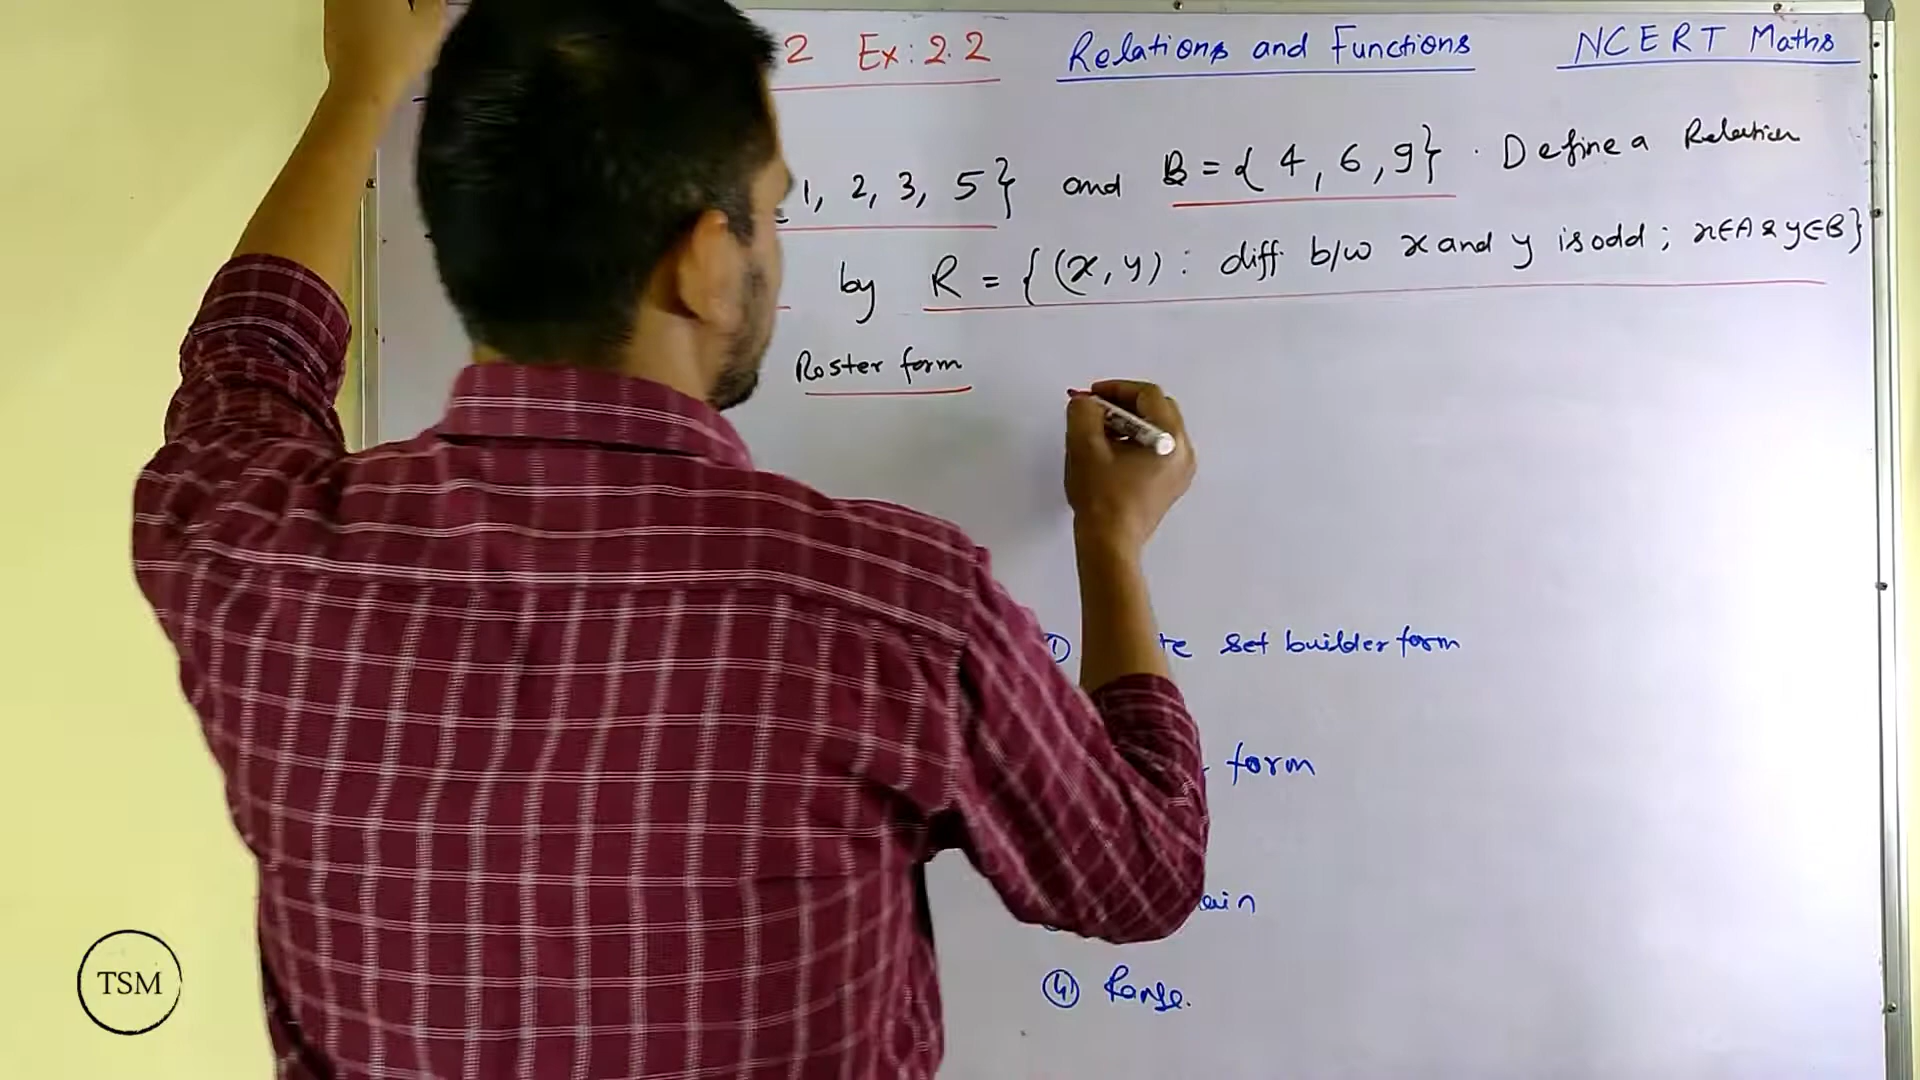 2 Ex: 2.2 Relations and Functions NCERT Maths
1, 2, 3, 5} and B = { 4, 6, 9} . Define a Relation
by R = { (x, y) : diff b/w x and y is odd ; x∈A & y∈B}
Roster form
① te set builder form
form
ain
④ Range.
TSM